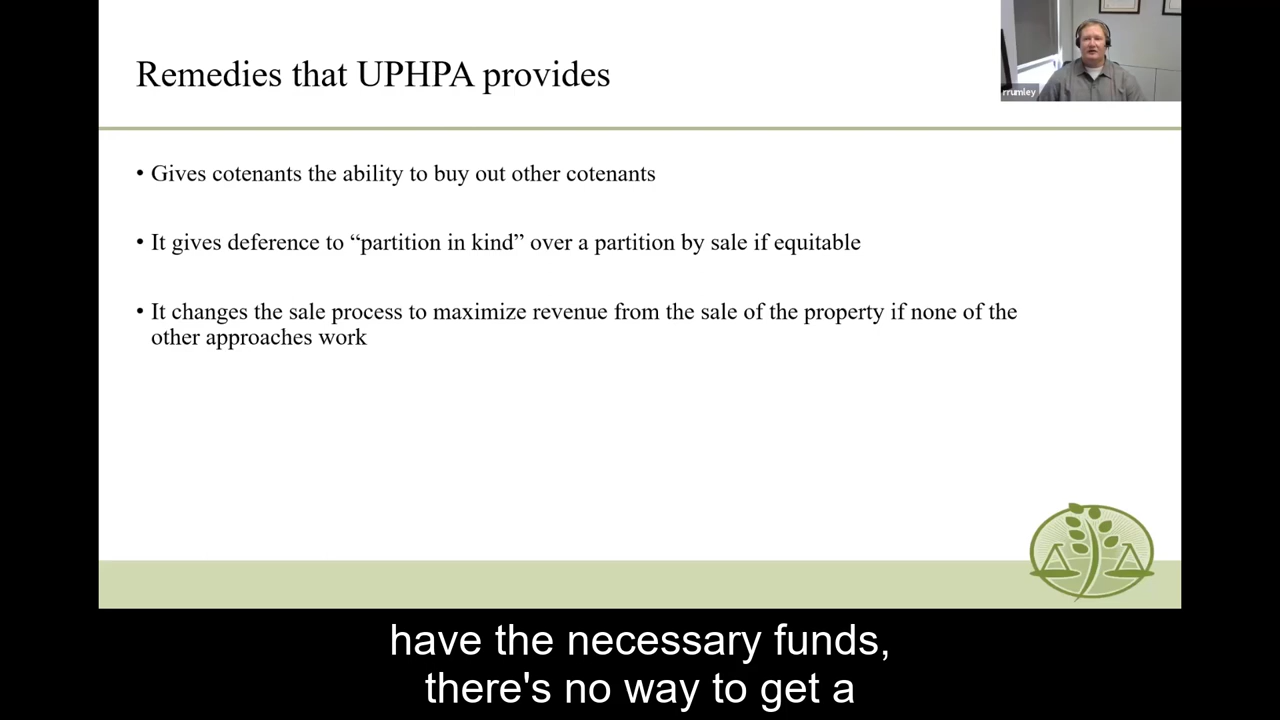 Remedies that UPHPA provides
rrumley
• Gives cotenants the ability to buy out other cotenants
• It gives deference to “partition in kind” over a partition by sale if equitable
• It changes the sale process to maximize revenue from the sale of the property if none of the
other approaches work
have the necessary funds,
there's no way to get a